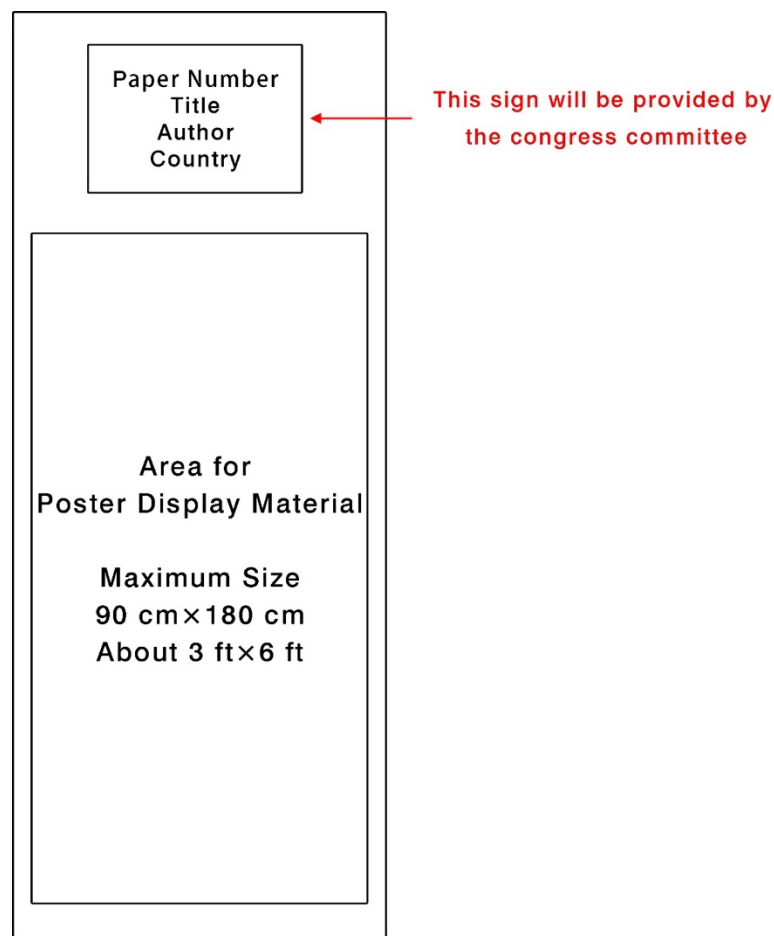 Paper Number
Title
Author
Country
This sign will be provided by
the congress committee
Area for
Poster Display Material
Maximum Size
90 cm×180 cm
About 3 ft×6 ft